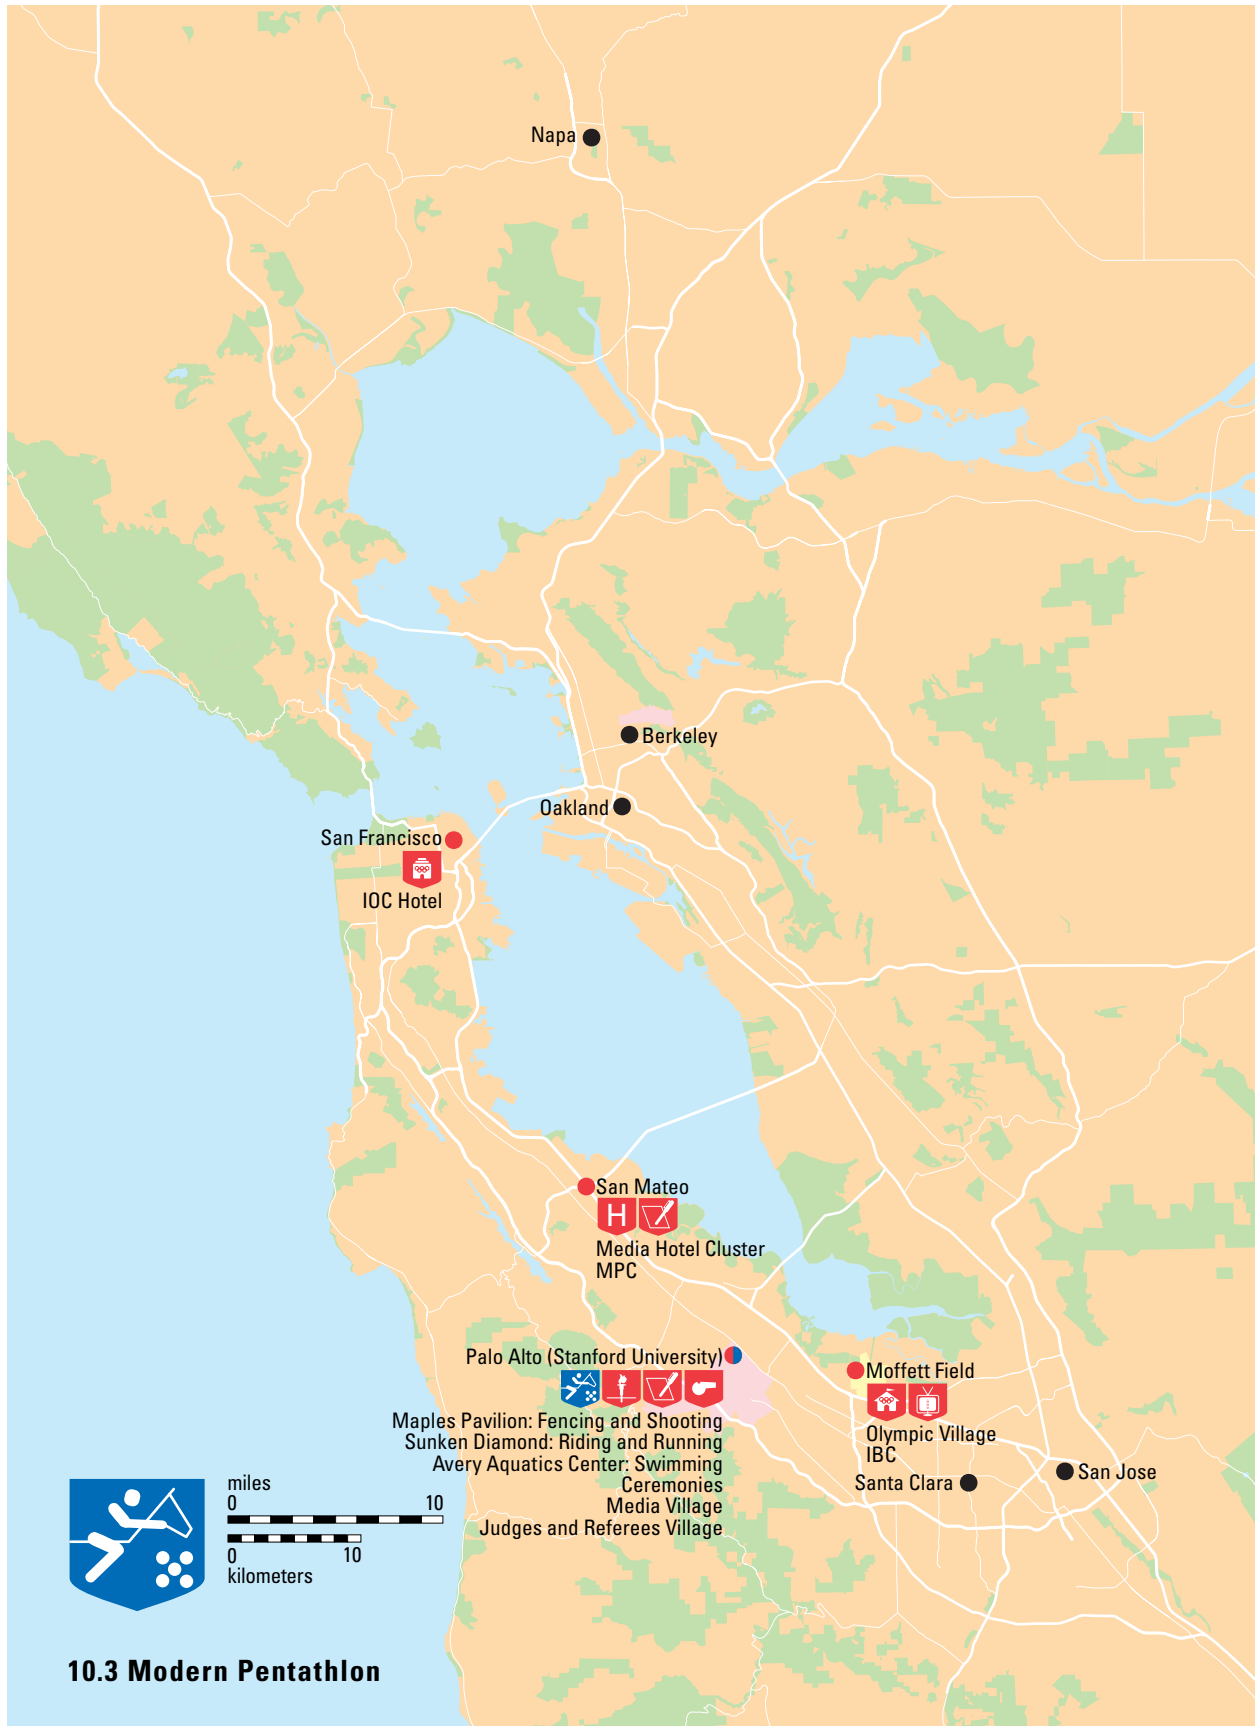 Napa
Berkeley
Oakland
San Francisco
IOC Hotel
San Mateo
H
Media Hotel Cluster
MPC
Palo Alto (Stanford University)
Maples Pavilion: Fencing and Shooting
Sunken Diamond: Riding and Running
Avery Aquatics Center: Swimming
Ceremonies
Media Village
Judges and Referees Village
Moffett Field
Olympic Village
IBC
Santa Clara
San Jose
miles
0 10
0 10
kilometers
10.3 Modern Pentathlon